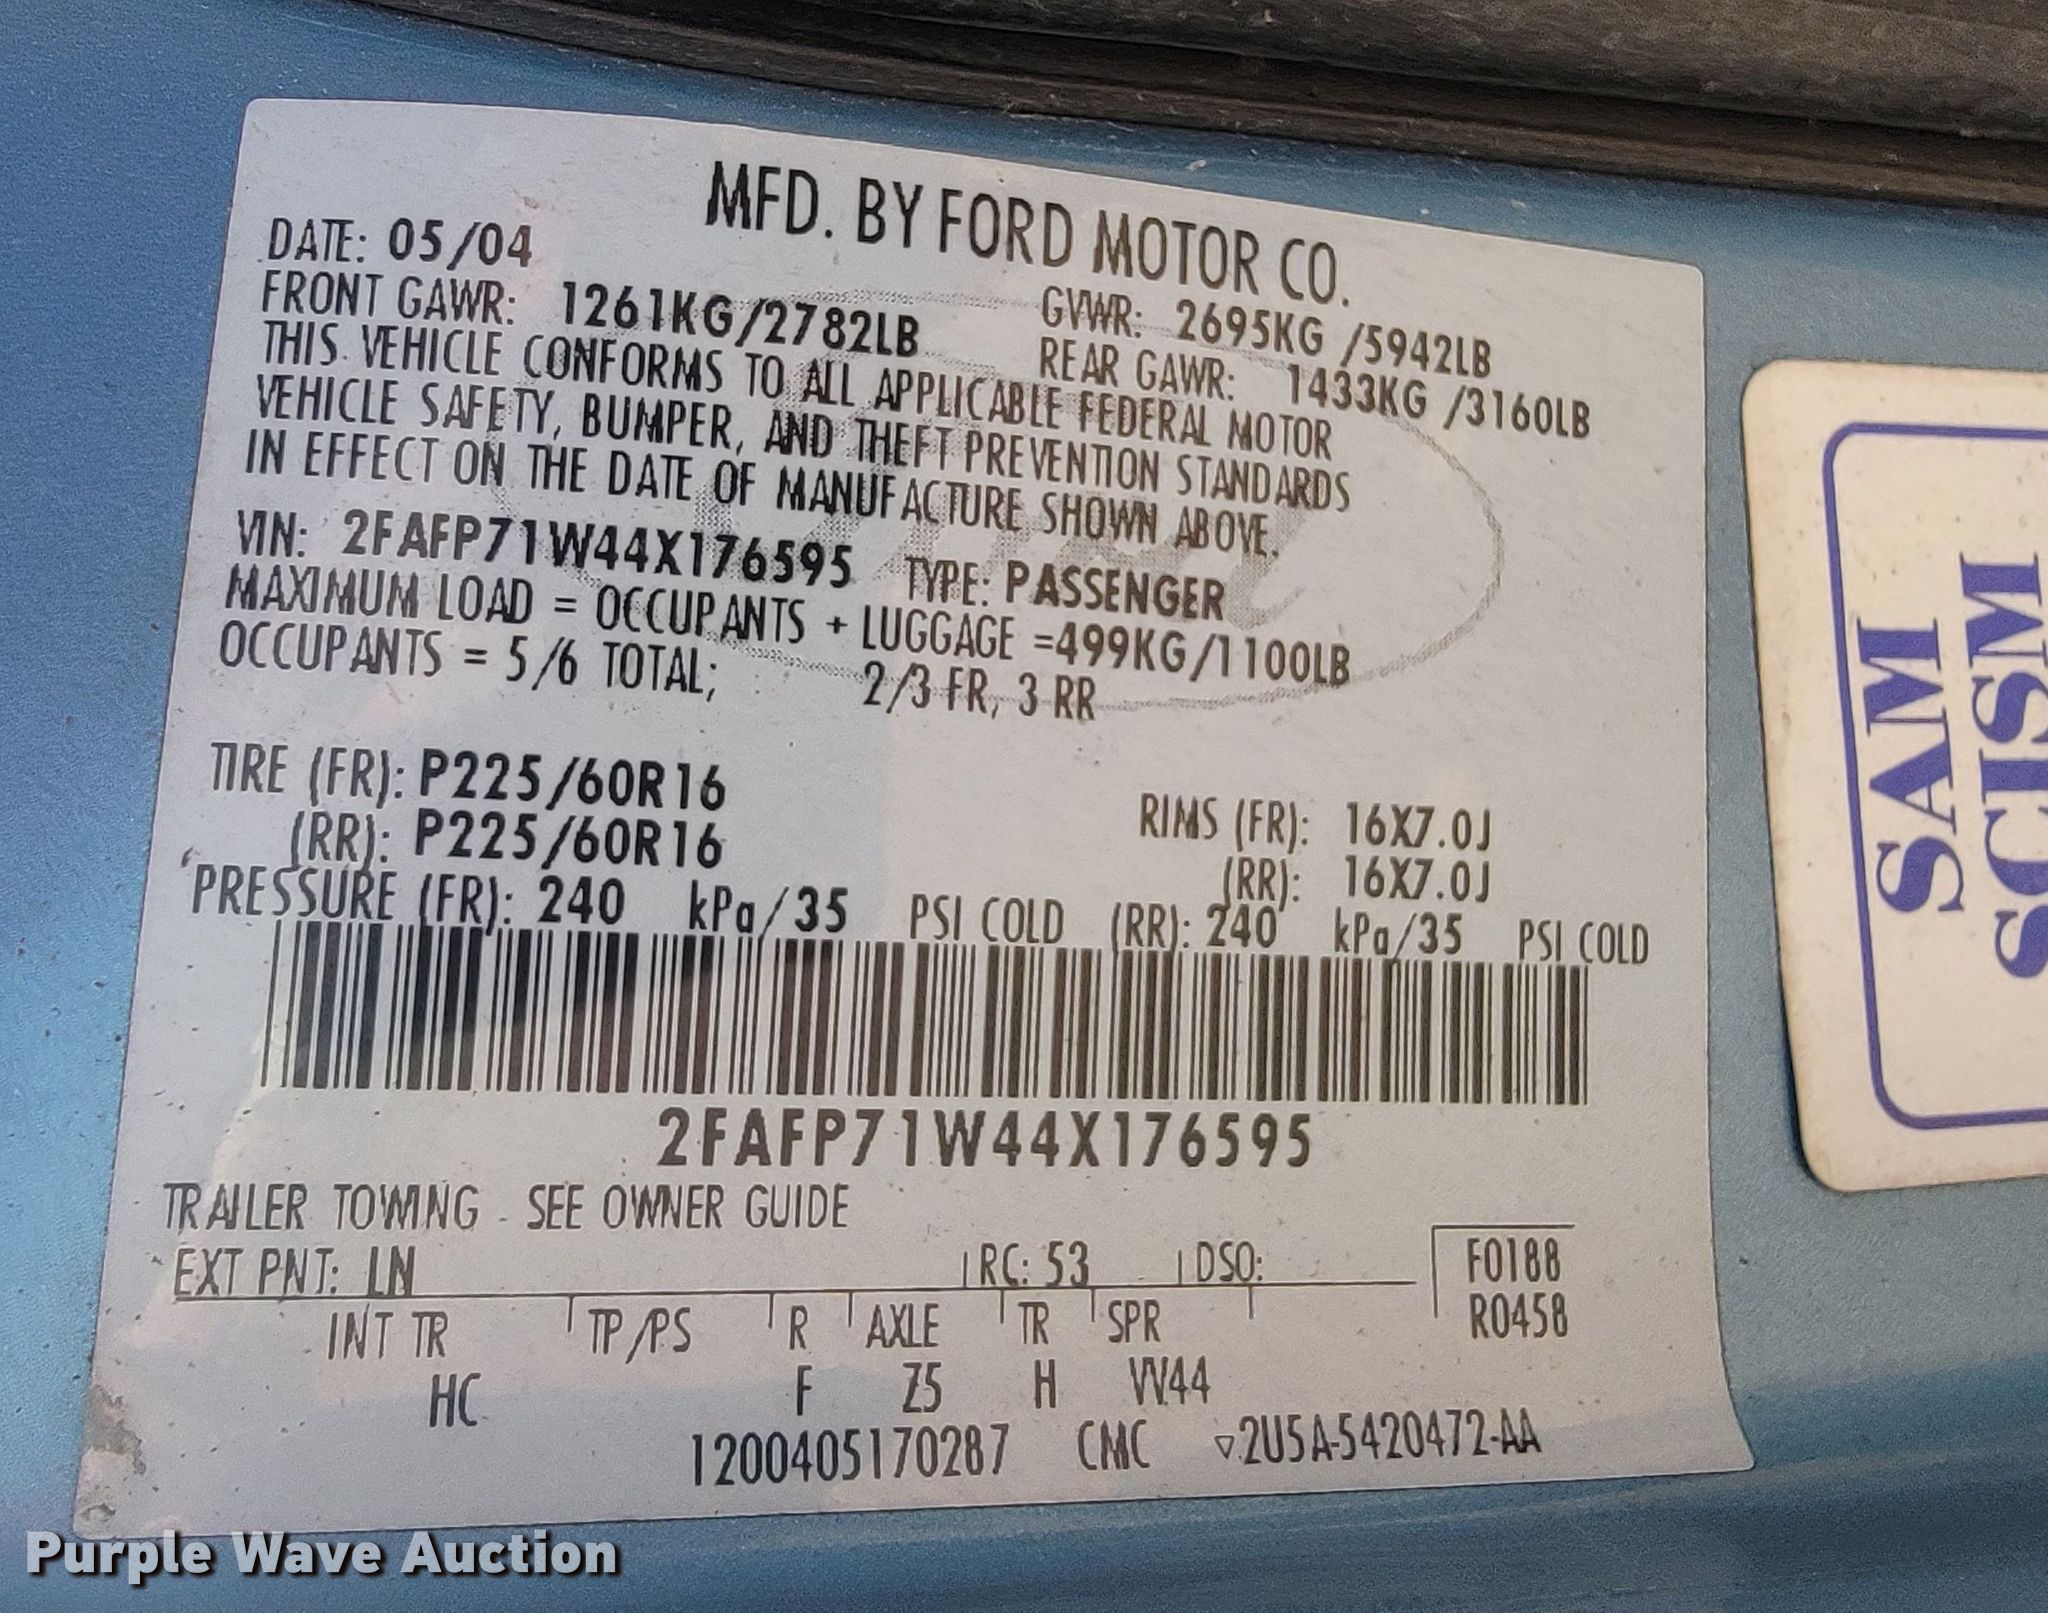 MFD. BY FORD MOTOR CO.
DATE: 05/04
GVWR: 2695KG /5942LB
FRONT GAWR: 1261KG/2782LB
REAR GAWR: 1433KG /3160LB
THIS VEHICLE CONFORMS TO ALL APPLICABLE FEDERAL MOTOR
VEHICLE SAFETY, BUMPER, AND THEFT PREVENTION STANDARDS
IN EFFECT ON THE DATE OF MANUFACTURE SHOWN ABOVE.
VIN: 2FAFP71W44X176595 TYPE: PASSENGER
MAXIMUM LOAD = OCCUPANTS + LUGGAGE =499KG/1100LB
OCCUPANTS = 5/6 TOTAL; 2/3 FR, 3 RR
TIRE (FR): P225/60R16 RIMS (FR): 16X7.0J
(RR): P225/60R16 (RR): 16X7.0J
PRESSURE (FR): 240 kPa/35 PSI COLD (RR): 240 kPa/35 PSI COLD
2FAFP71W44X176595
TRAILER TOWING - SEE OWNER GUIDE
EXT PNT: LN RC: 53 DSO: F0188
R0458
INT TR TP/PS R AXLE TR SPR
HC F Z5 H VV44
1200405170287 CMC ▽2U5A-5420472-AA
SAM
SCISM
Purple Wave Auction